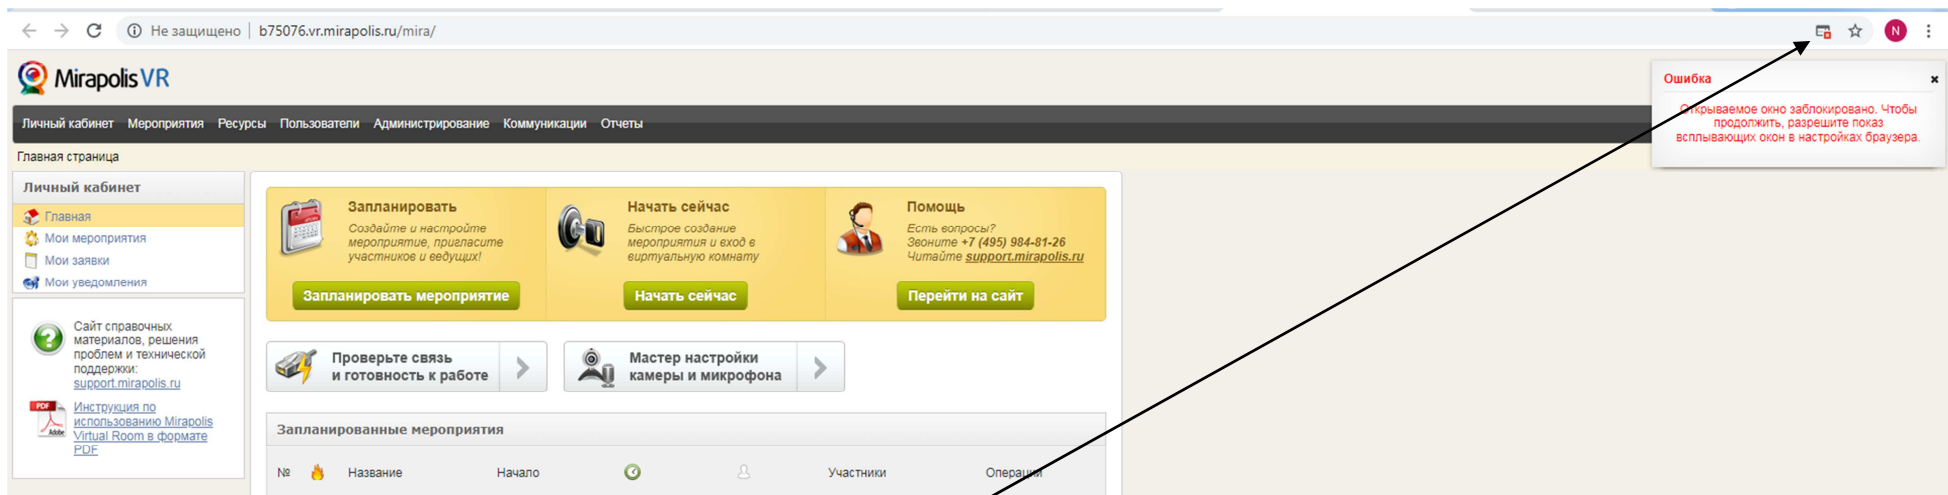 Не защищено | b75076.vr.mirapolis.ru/mira/
N
Mirapolis VR
Ошибка
Открываемое окно заблокировано. Чтобы
продолжить, разрешите показ
всплывающих окон в настройках браузера.
Личный кабинет Мероприятия Ресурсы Пользователи Администрирование Коммуникации Отчеты
Главная страница
Личный кабинет
Главная
Мои мероприятия
Мои заявки
Мои уведомления
Сайт справочных
материалов, решения
проблем и технической
поддержки:
support.mirapolis.ru
PDF
Adobe
Инструкция по
использованию Mirapolis
Virtual Room в формате
PDF
Запланировать
Создайте и настройте
мероприятие, пригласите
участников и ведущих!
Запланировать мероприятие
Начать сейчас
Быстрое создание
мероприятия и вход в
виртуальную комнату
Начать сейчас
Помощь
Есть вопросы?
Звоните +7 (495) 984-81-26
Читайте support.mirapolis.ru
Перейти на сайт
Проверьте связь
и готовность к работе
Мастер настройки
камеры и микрофона
Запланированные мероприятия
№ Название Начало Участники Операции